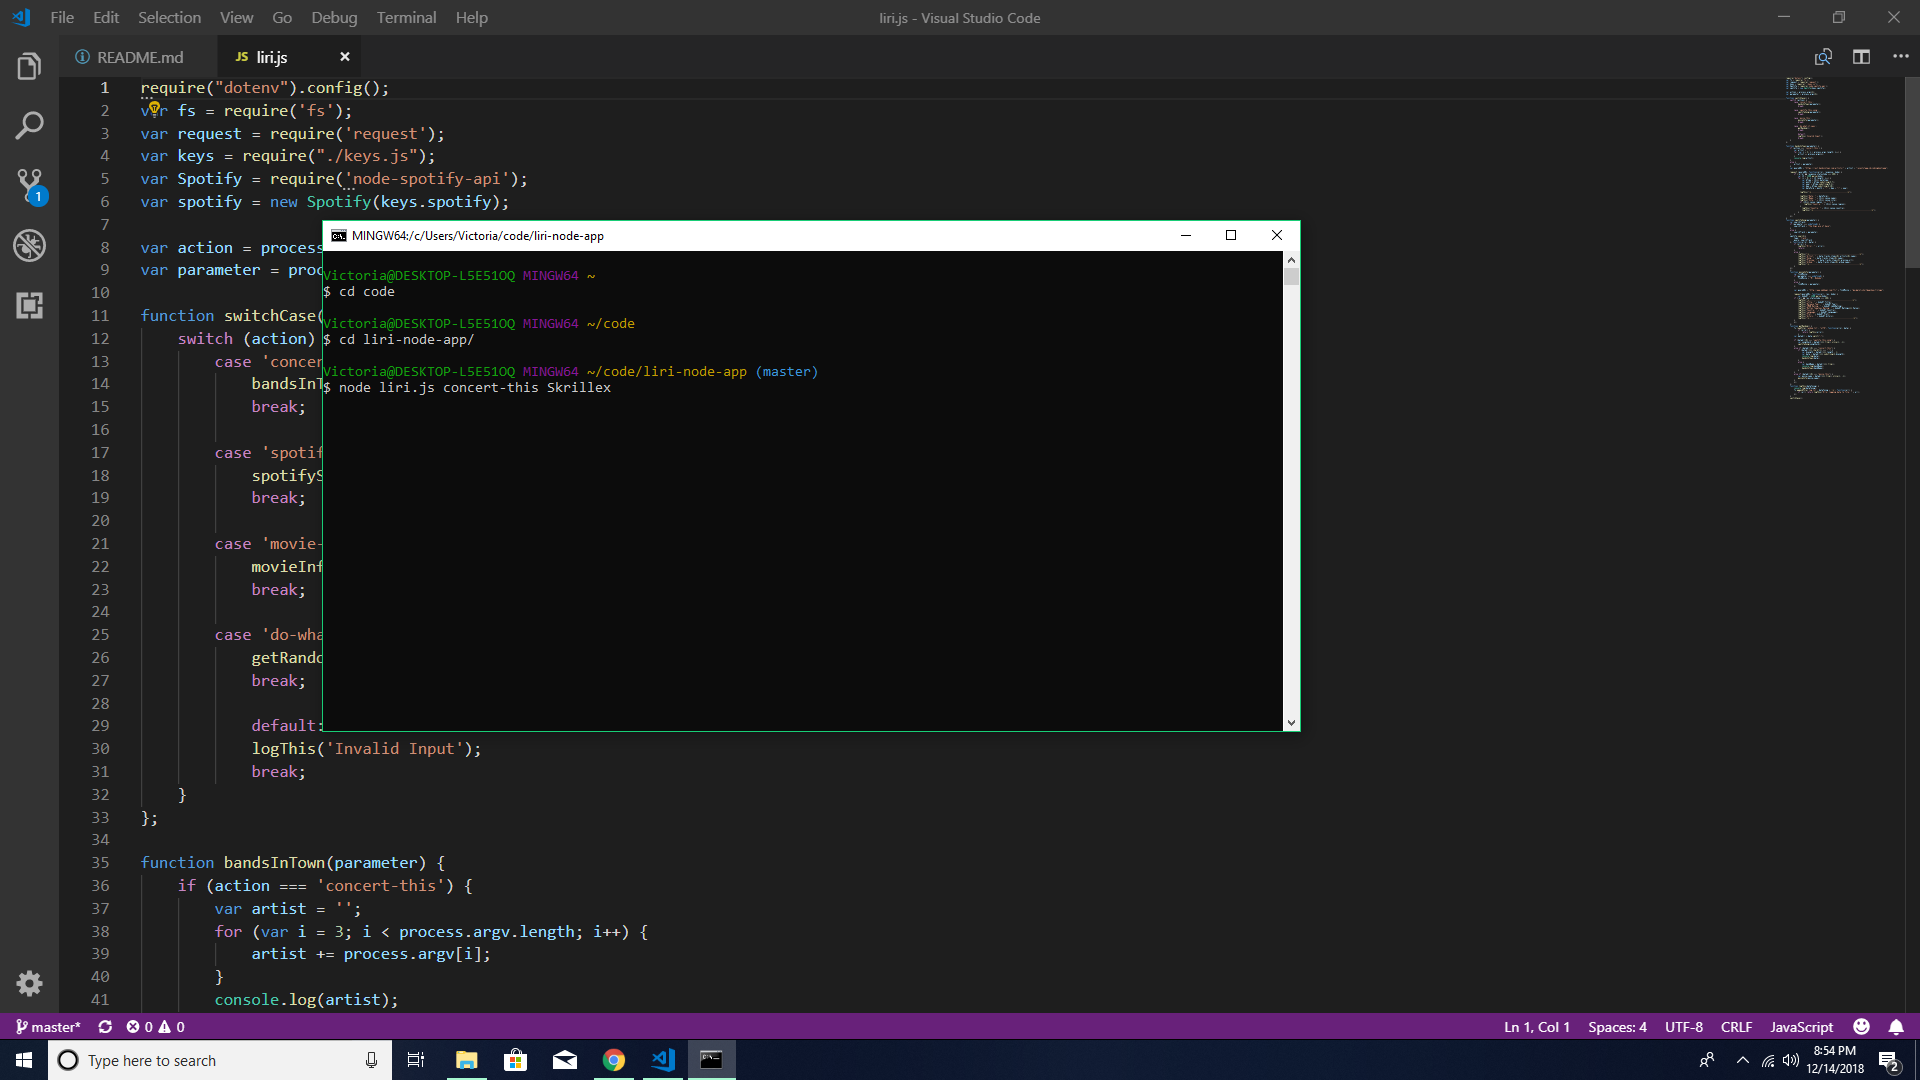 File Edit Selection View Go Debug Terminal Help
liri.js - Visual Studio Code
README.md
JS liri.js
1 require("dotenv").config();
2 var fs = require('fs');
3 var request = require('request');
4 var keys = require("./keys.js");
5 var Spotify = require('node-spotify-api');
6 var spotify = new Spotify(keys.spotify);
7
8 var action = process
9 var parameter = proc
10
11 function switchCase(
12 switch (action)
13 case 'concer
14 bandsInT
15 break;
16
17 case 'spotif
18 spotifyS
19 break;
20
21 case 'movie-
22 movieInf
23 break;
24
25 case 'do-wha
26 getRando
27 break;
28
29 default:
30 logThis('Invalid Input');
31 break;
32 }
33 };
34
35 function bandsInTown(parameter) {
36 if (action === 'concert-this') {
37 var artist = '';
38 for (var i = 3; i < process.argv.length; i++) {
39 artist += process.argv[i];
40 }
41 console.log(artist);
MINGW64:/c/Users/Victoria/code/liri-node-app
Victoria@DESKTOP-L5E51OQ MINGW64 ~
$ cd code
Victoria@DESKTOP-L5E51OQ MINGW64 ~/code
$ cd liri-node-app/
Victoria@DESKTOP-L5E51OQ MINGW64 ~/code/liri-node-app (master)
$ node liri.js concert-this Skrillex
1
master* 0 0
Ln 1, Col 1 Spaces: 4 UTF-8 CRLF JavaScript
Type here to search
8:54 PM
12/14/2018
2